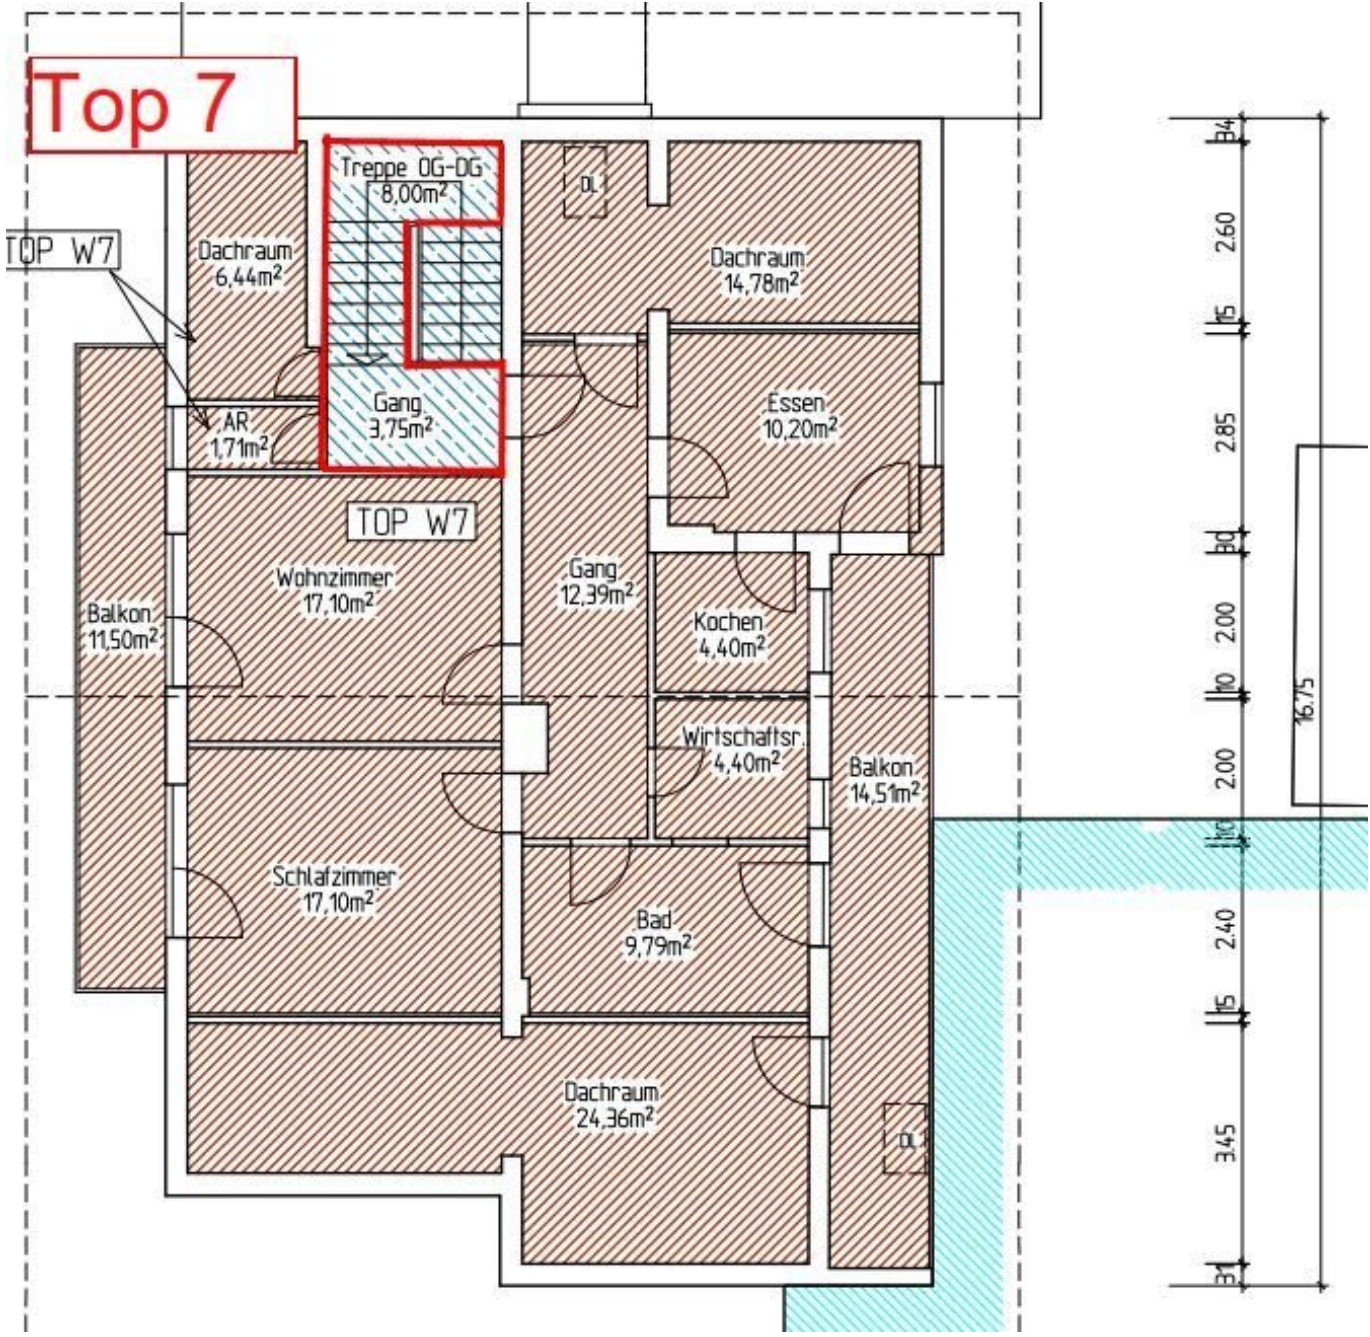 Top 7
Treppe OG-DG
8,00m²
DL
TOP W7
Dachraum
6,44m²
Dachraum
14,78m²
Gang
3,75m²
AR
1,71m²
Essen
10,20m²
TOP W7
Wohnzimmer
17,10m²
Gang
12,39m²
Kochen
4,40m²
Balkon
11,50m²
Wirtschaftsr.
4,40m²
Balkon
14,51m²
Schlafzimmer
17,10m²
Bad
9,79m²
Dachraum
24,36m²
DL
34
2.60
15
2.85
30
2.00
10
2.00
10
2.40
15
3.45
31
16.75